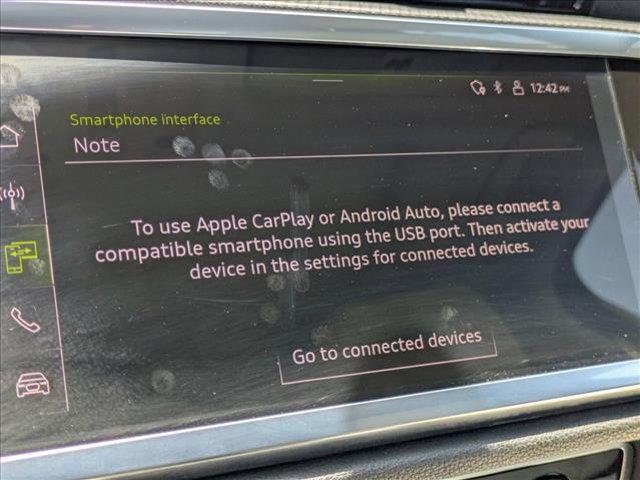 12:42 PM
Smartphone interface
Note
To use Apple CarPlay or Android Auto, please connect a
compatible smartphone using the USB port. Then activate your
device in the settings for connected devices.
Go to connected devices